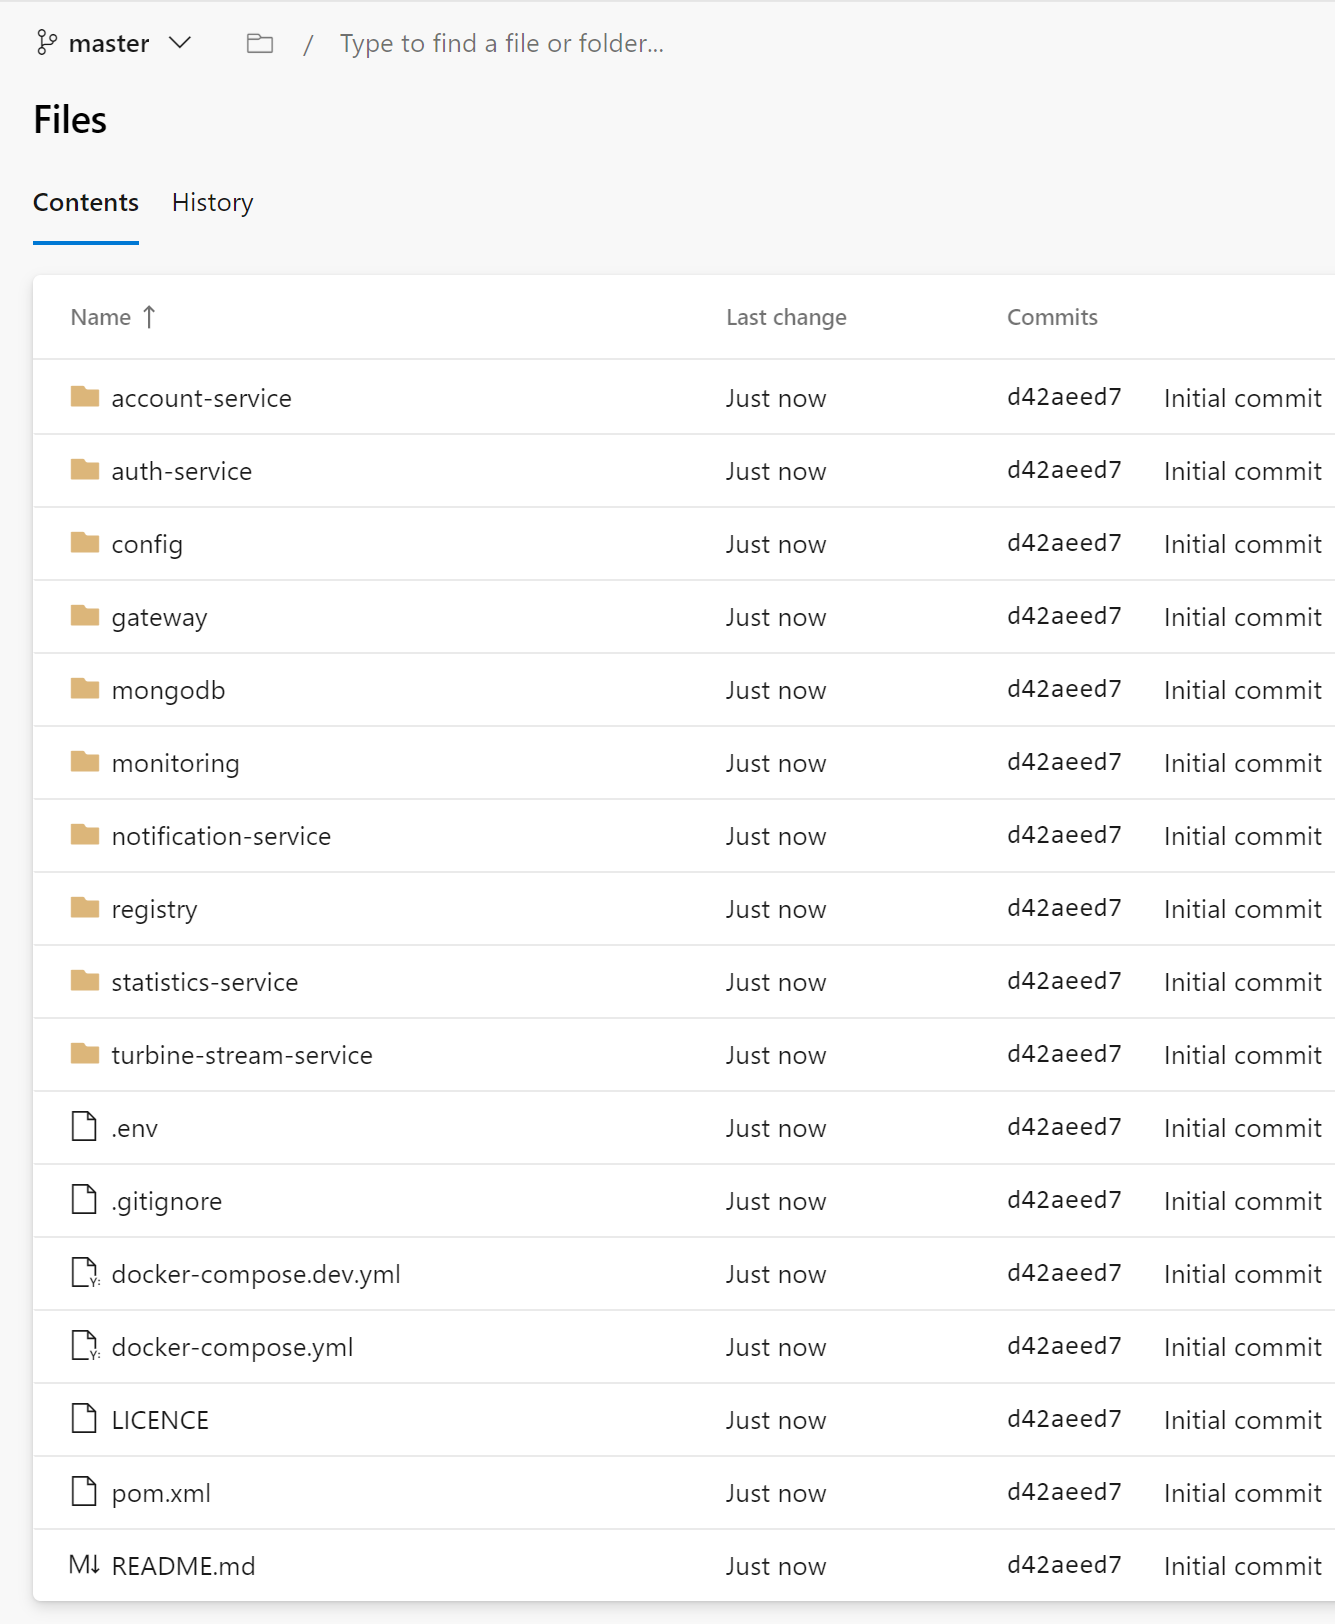 master / Type to find a file or folder...
Files
Contents History
Name ↑ Last change Commits
account-service Just now d42aeed7 Initial commit
auth-service Just now d42aeed7 Initial commit
config Just now d42aeed7 Initial commit
gateway Just now d42aeed7 Initial commit
mongodb Just now d42aeed7 Initial commit
monitoring Just now d42aeed7 Initial commit
notification-service Just now d42aeed7 Initial commit
registry Just now d42aeed7 Initial commit
statistics-service Just now d42aeed7 Initial commit
turbine-stream-service Just now d42aeed7 Initial commit
.env Just now d42aeed7 Initial commit
.gitignore Just now d42aeed7 Initial commit
Y: docker-compose.dev.yml Just now d42aeed7 Initial commit
Y: docker-compose.yml Just now d42aeed7 Initial commit
LICENCE Just now d42aeed7 Initial commit
pom.xml Just now d42aeed7 Initial commit
M↓ README.md Just now d42aeed7 Initial commit